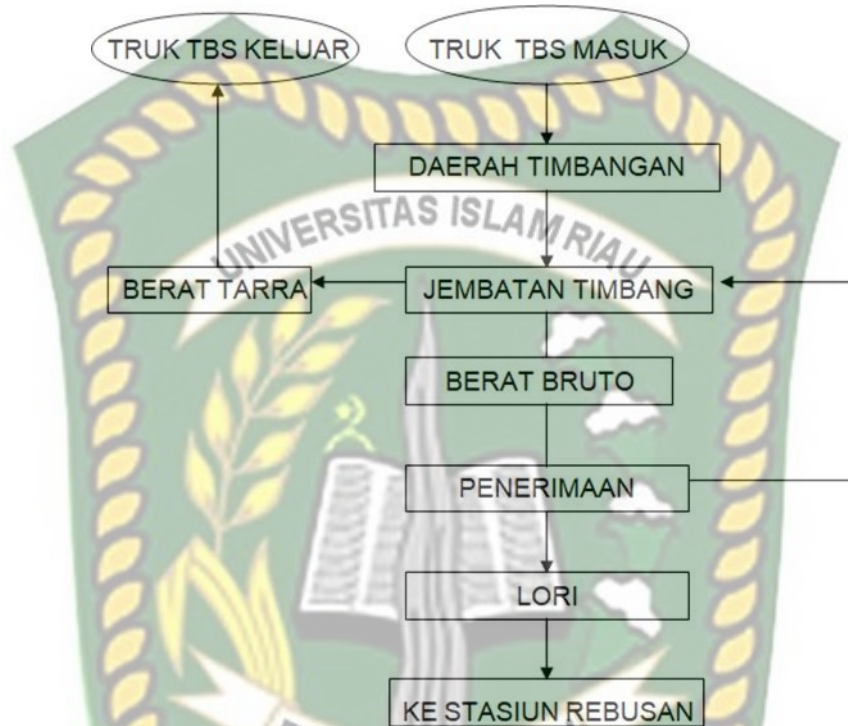 TRUK TBS KELUAR
TRUK TBS MASUK
DAERAH TIMBANGAN
UNIVERSITAS ISLAM RIAU
BERAT TARRA
JEMBATAN TIMBANG
BERAT BRUTO
PENERIMAAN
LORI
KE STASIUN REBUSAN